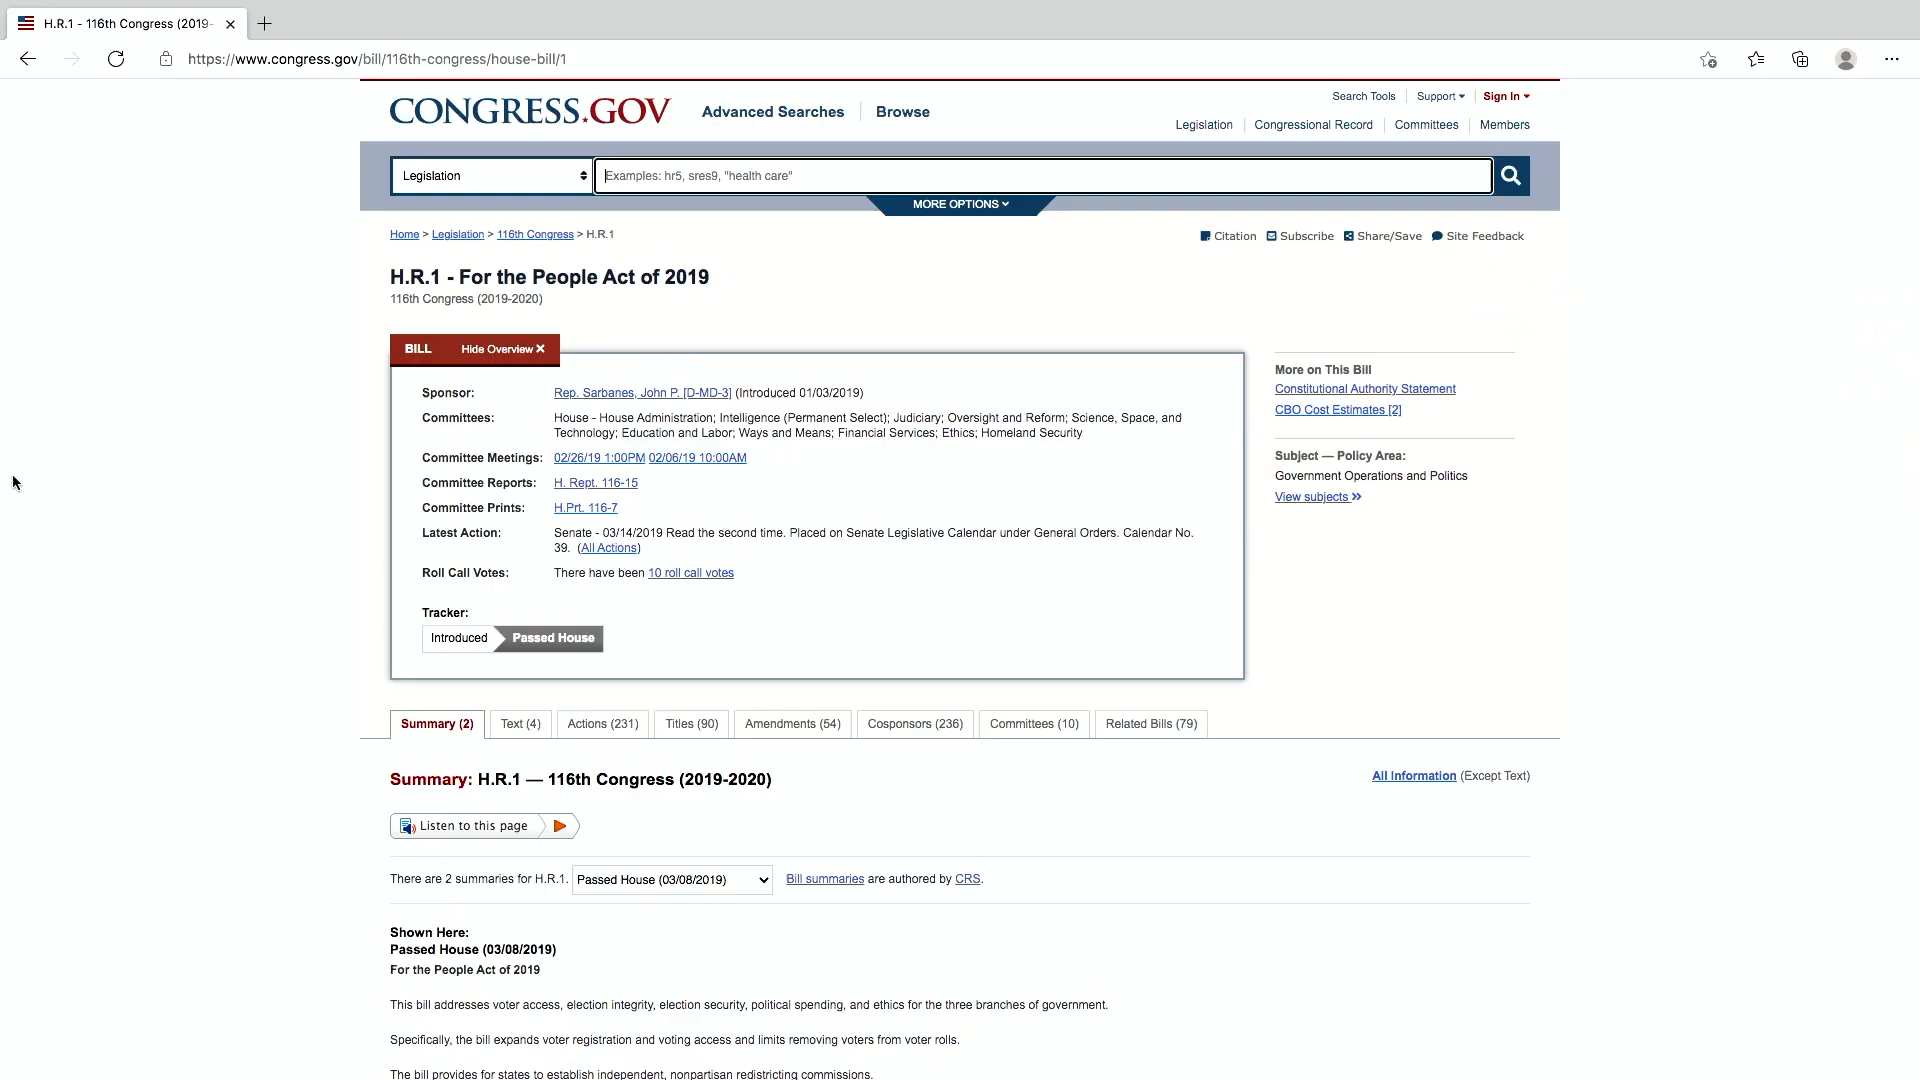 H.R.1 - 116th Congress (2019-
https://www.congress.gov/bill/116th-congress/house-bill/1
CONGRESS.GOV
Advanced Searches
Browse
Search Tools
Support
Sign In
Legislation
Congressional Record
Committees
Members
Legislation
Examples: hr5, sres9, "health care"
MORE OPTIONS
Home > Legislation > 116th Congress > H.R.1
Citation
Subscribe
Share/Save
Site Feedback
H.R.1 - For the People Act of 2019
116th Congress (2019-2020)
BILL
Hide Overview
Sponsor: Rep. Sarbanes, John P. [D-MD-3] (Introduced 01/03/2019)
Committees: House - House Administration; Intelligence (Permanent Select); Judiciary; Oversight and Reform; Science, Space, and
Technology; Education and Labor; Ways and Means; Financial Services; Ethics; Homeland Security
Committee Meetings: 02/26/19 1:00PM 02/06/19 10:00AM
Committee Reports: H. Rept. 116-15
Committee Prints: H.Prt. 116-7
Latest Action: Senate - 03/14/2019 Read the second time. Placed on Senate Legislative Calendar under General Orders. Calendar No.
39. (All Actions)
Roll Call Votes: There have been 10 roll call votes
Tracker:
Introduced
Passed House
More on This Bill
Constitutional Authority Statement
CBO Cost Estimates [2]
Subject — Policy Area:
Government Operations and Politics
View subjects »
Summary (2)
Text (4)
Actions (231)
Titles (90)
Amendments (54)
Cosponsors (236)
Committees (10)
Related Bills (79)
Summary: H.R.1 — 116th Congress (2019-2020)
All Information (Except Text)
Listen to this page
There are 2 summaries for H.R.1. Passed House (03/08/2019) Bill summaries are authored by CRS.
Shown Here:
Passed House (03/08/2019)
For the People Act of 2019
This bill addresses voter access, election integrity, election security, political spending, and ethics for the three branches of government.
Specifically, the bill expands voter registration and voting access and limits removing voters from voter rolls.
The bill provides for states to establish independent, nonpartisan redistricting commissions.